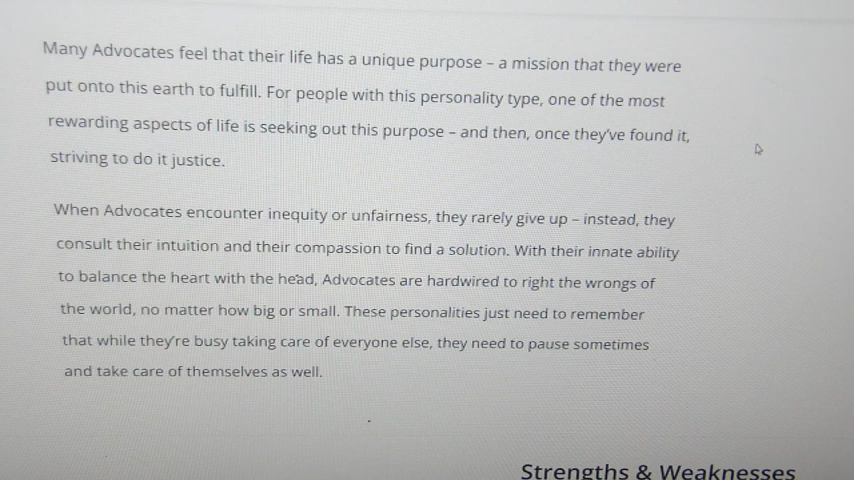 Many Advocates feel that their life has a unique purpose – a mission that they were
put onto this earth to fulfill. For people with this personality type, one of the most
rewarding aspects of life is seeking out this purpose – and then, once they've found it,
striving to do it justice.
When Advocates encounter inequity or unfairness, they rarely give up – instead, they
consult their intuition and their compassion to find a solution. With their innate ability
to balance the heart with the head, Advocates are hardwired to right the wrongs of
the world, no matter how big or small. These personalities just need to remember
that while they're busy taking care of everyone else, they need to pause sometimes
and take care of themselves as well.
Strengths & Weaknesses